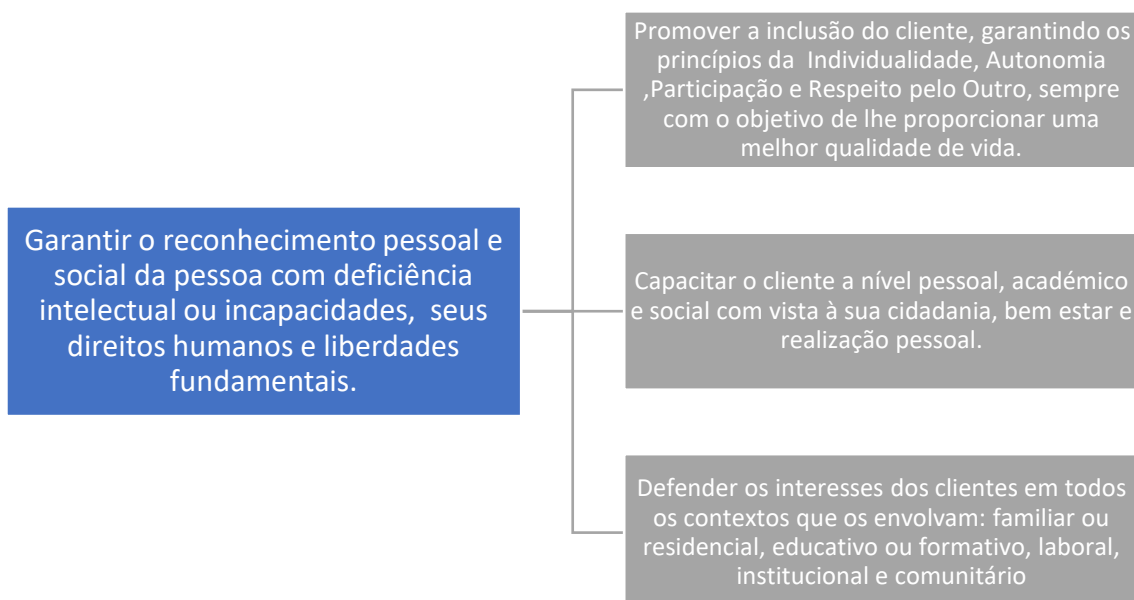 Garantir o reconhecimento pessoal e
social da pessoa com deficiência
intelectual ou incapacidades,  seus
direitos humanos e liberdades
fundamentais.
Promover a inclusão do cliente, garantindo os
princípios da  Individualidade, Autonomia
,Participação e Respeito pelo Outro, sempre
com o objetivo de lhe proporcionar uma
melhor qualidade de vida.
Capacitar o cliente a nível pessoal, académico
e social com vista à sua cidadania, bem estar e
realização pessoal.
Defender os interesses dos clientes em todos
os contextos que os envolvam: familiar ou
residencial, educativo ou formativo, laboral,
institucional e comunitário